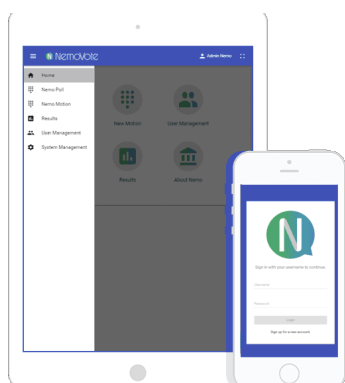 NemoVote
Admin Nemo
Home
Nemo Poll
Nemo Motion
Results
User Management
System Management
New Motion
User Management
Results
About Nemo
N
Sign in with your username to continue
Username
Password
Login
Sign up for a new account